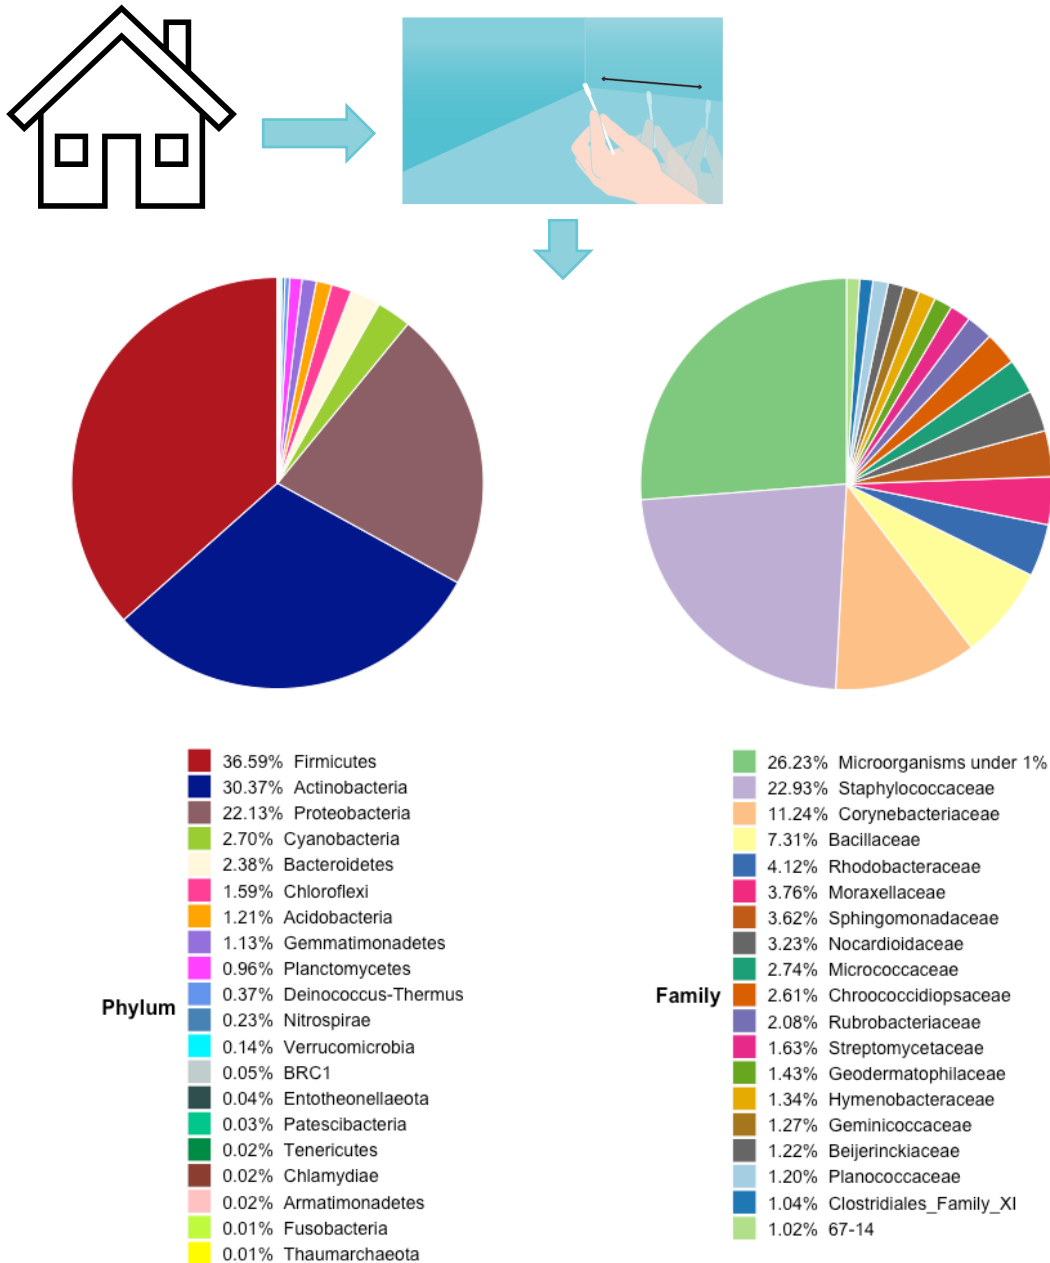 36.59% Firmicutes
30.37% Actinobacteria
22.13% Proteobacteria
2.70% Cyanobacteria
2.38% Bacteroidetes
1.59% Chloroflexi
1.21% Acidobacteria
1.13% Gemmatimonadetes
0.96% Planctomycetes
Phylum
0.37% Deinococcus-Thermus
0.23% Nitrospirae
0.14% Verrucomicrobia
0.05% BRC1
0.04% Entotheonellaeota
0.03% Patescibacteria
0.02% Tenericutes
0.02% Chlamydiae
0.02% Armatimonadetes
0.01% Fusobacteria
0.01% Thaumarchaeota
26.23% Microorganisms under 1%
22.93% Staphylococcaceae
11.24% Corynebacteriaceae
7.31% Bacillaceae
4.12% Rhodobacteraceae
3.76% Moraxellaceae
3.62% Sphingomonadaceae
3.23% Nocardioidaceae
2.74% Micrococcaceae
Family
2.61% Chroococcidiopsaceae
2.08% Rubrobacteriaceae
1.63% Streptomycetaceae
1.43% Geodermatophilaceae
1.34% Hymenobacteraceae
1.27% Geminicoccaceae
1.22% Beijerinckiaceae
1.20% Planococcaceae
1.04% Clostridiales_Family_XI
1.02% 67-14